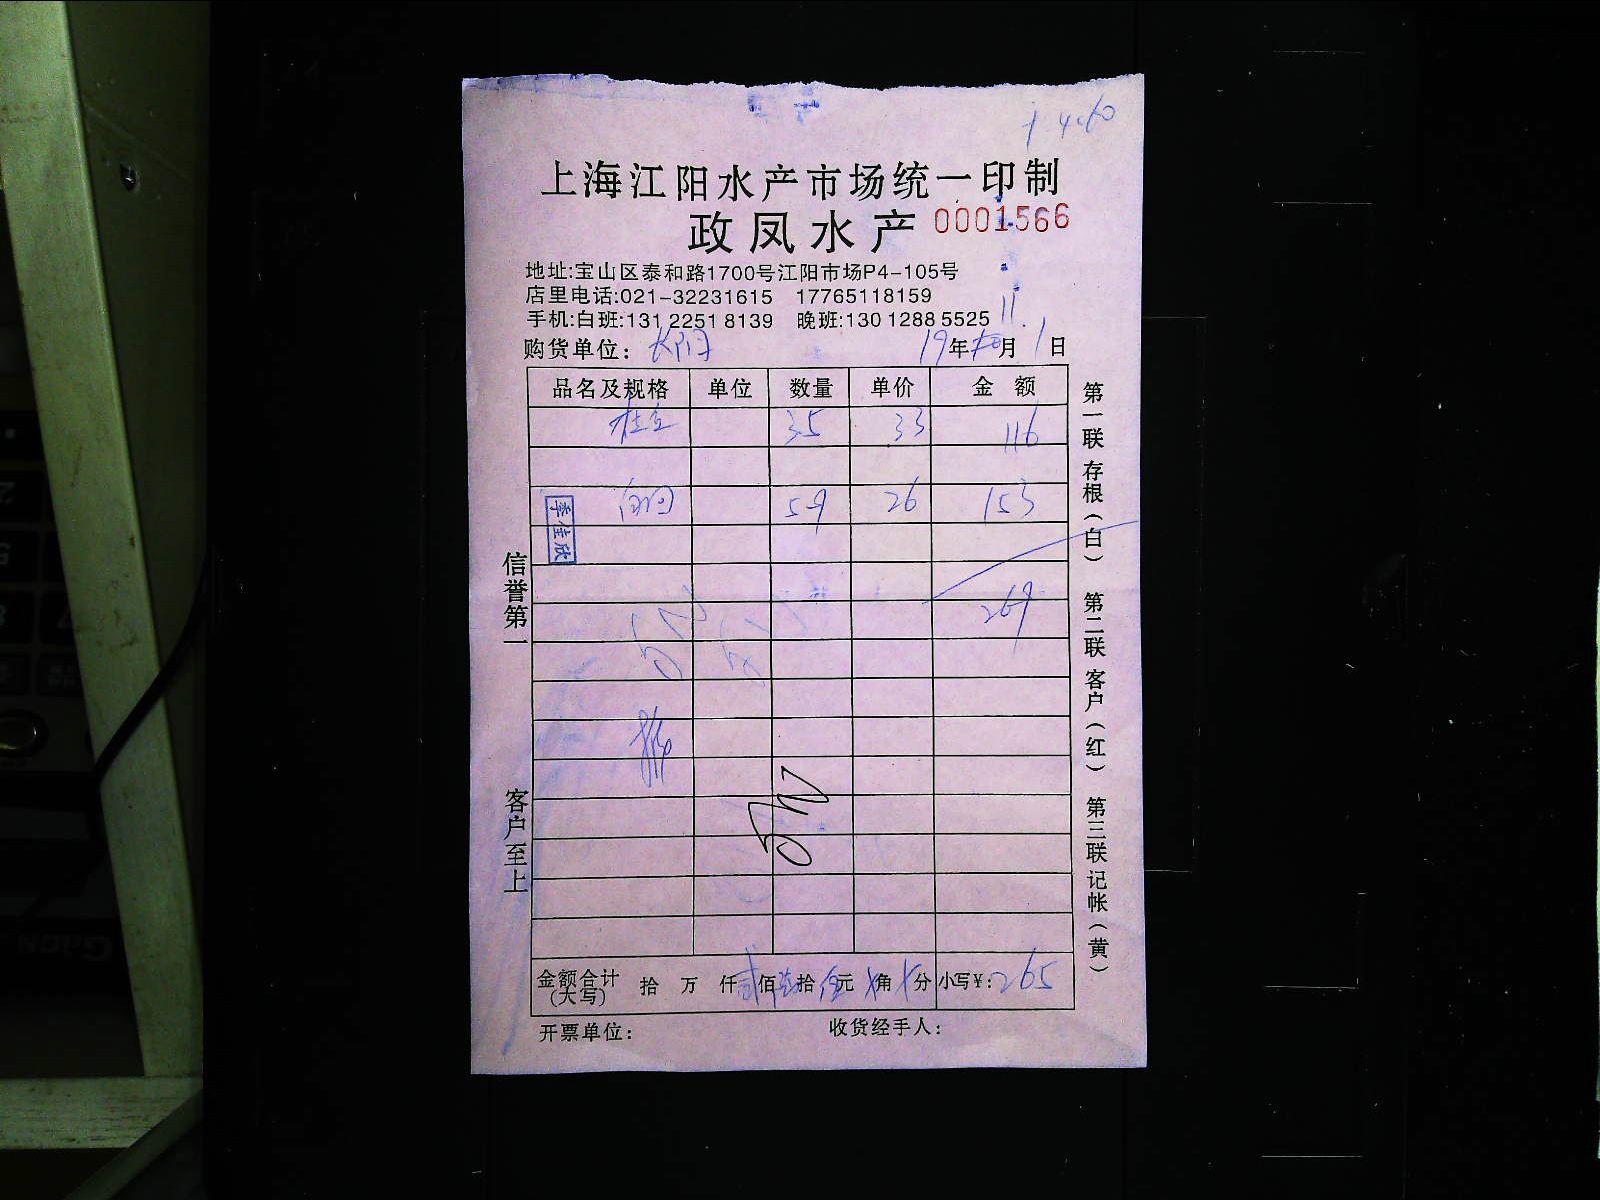 上海江阳水产市场统一印制
政凤水产 0001566
地址:宝山区泰和路1700号江阳市场P4-105号
店里电话:021-32231615 17765118159
手机:白班:131 2251 8139 晚班:130 1288 5525
11.
购货单位: 19年 月 1日
品名及规格 单位 数量 单价 金额
35 33 116
59 26 153
季佳欣
269
信誉第一
客户至上
第一联 存根(白) 第二联 客户(红) 第三联 记帐(黄)
金额合计(大写) 拾 万 仟贰佰陆拾伍元 角 分 小写¥:265
开票单位: 收货经手人: